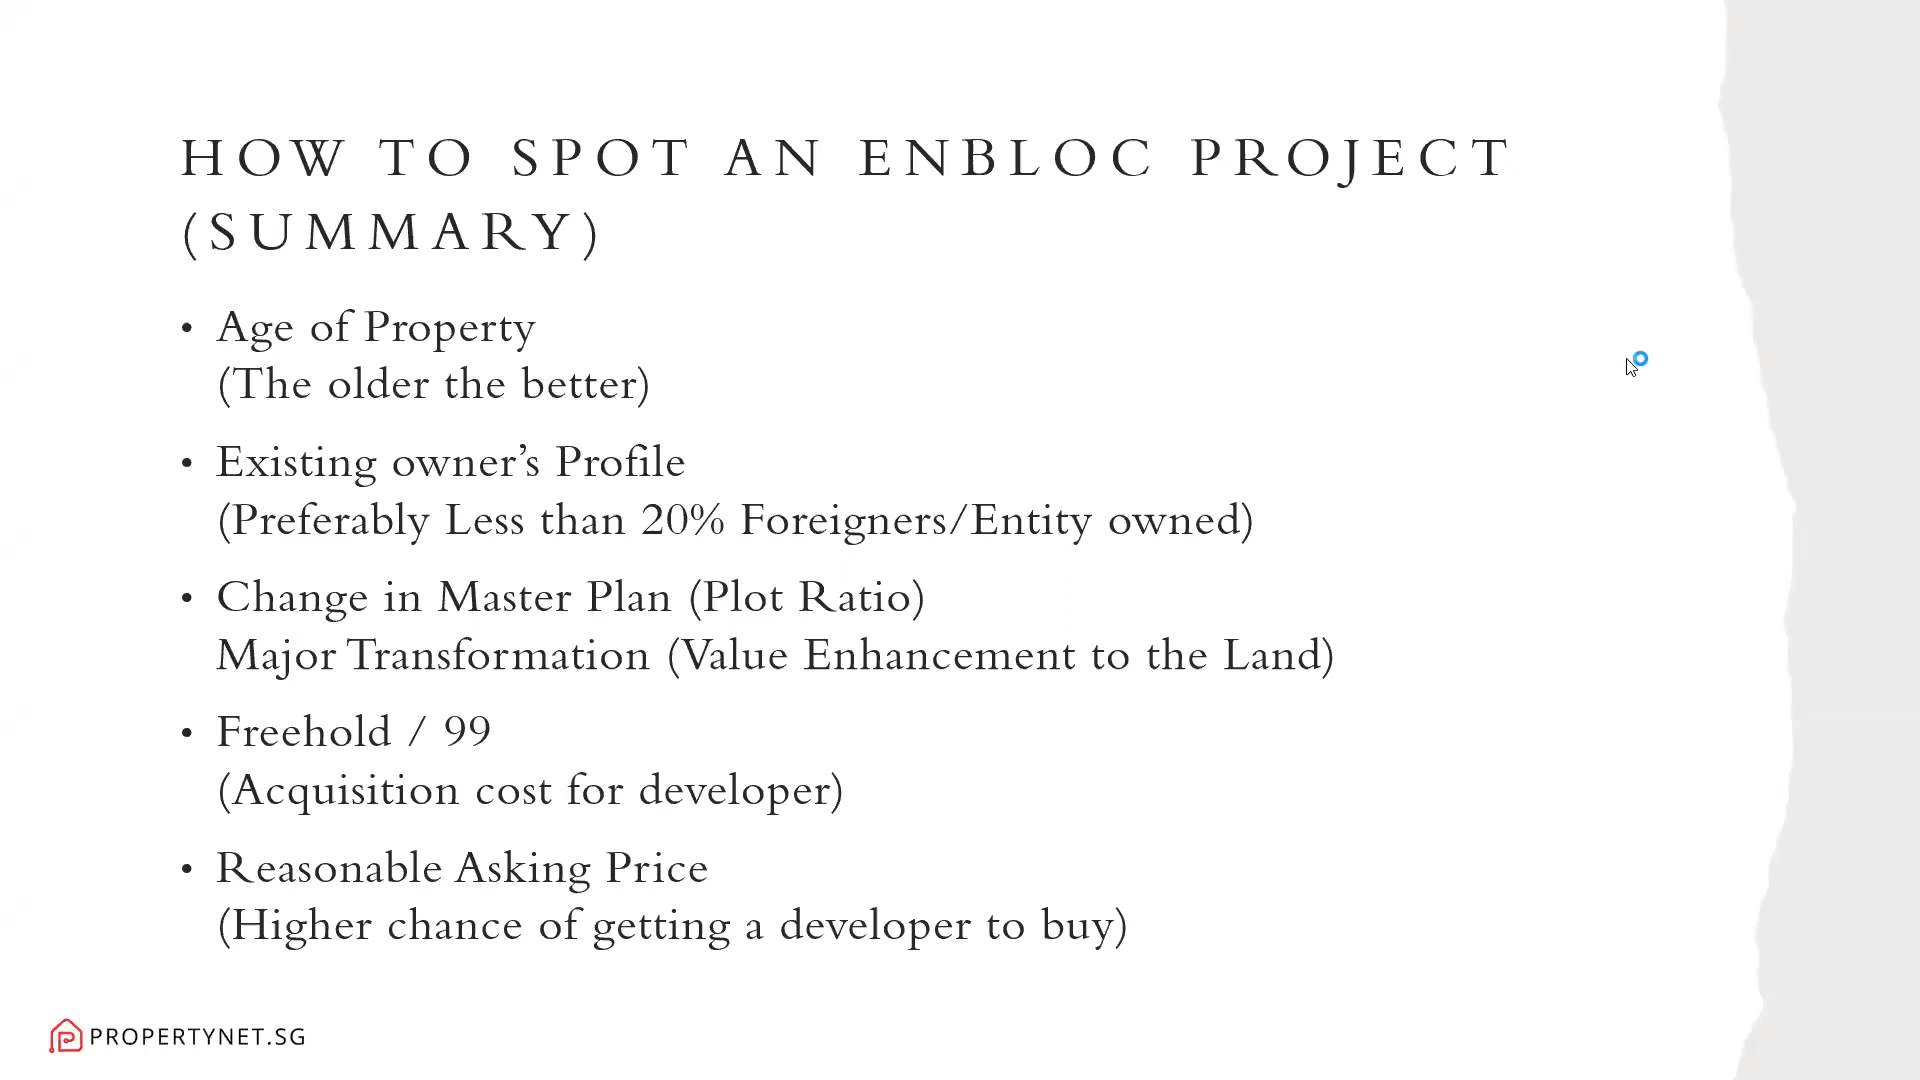 HOW TO SPOT AN ENBLOC PROJECT
(SUMMARY)
• Age of Property
(The older the better)
• Existing owner’s Profile
(Preferably Less than 20% Foreigners/Entity owned)
• Change in Master Plan (Plot Ratio)
Major Transformation (Value Enhancement to the Land)
• Freehold / 99
(Acquisition cost for developer)
• Reasonable Asking Price
(Higher chance of getting a developer to buy)
PROPERTYNET.SG